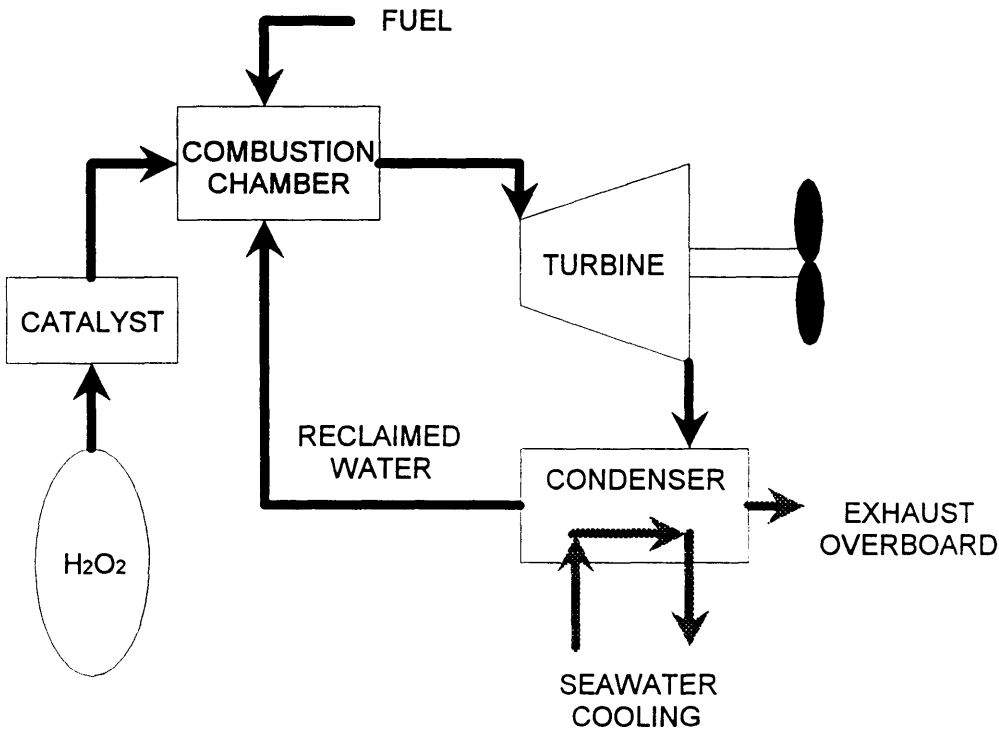 FUEL
COMBUSTION
CHAMBER
TURBINE
CATALYST
RECLAIMED
WATER
CONDENSER
EXHAUST
OVERBOARD
H₂O₂
SEAWATER
COOLING